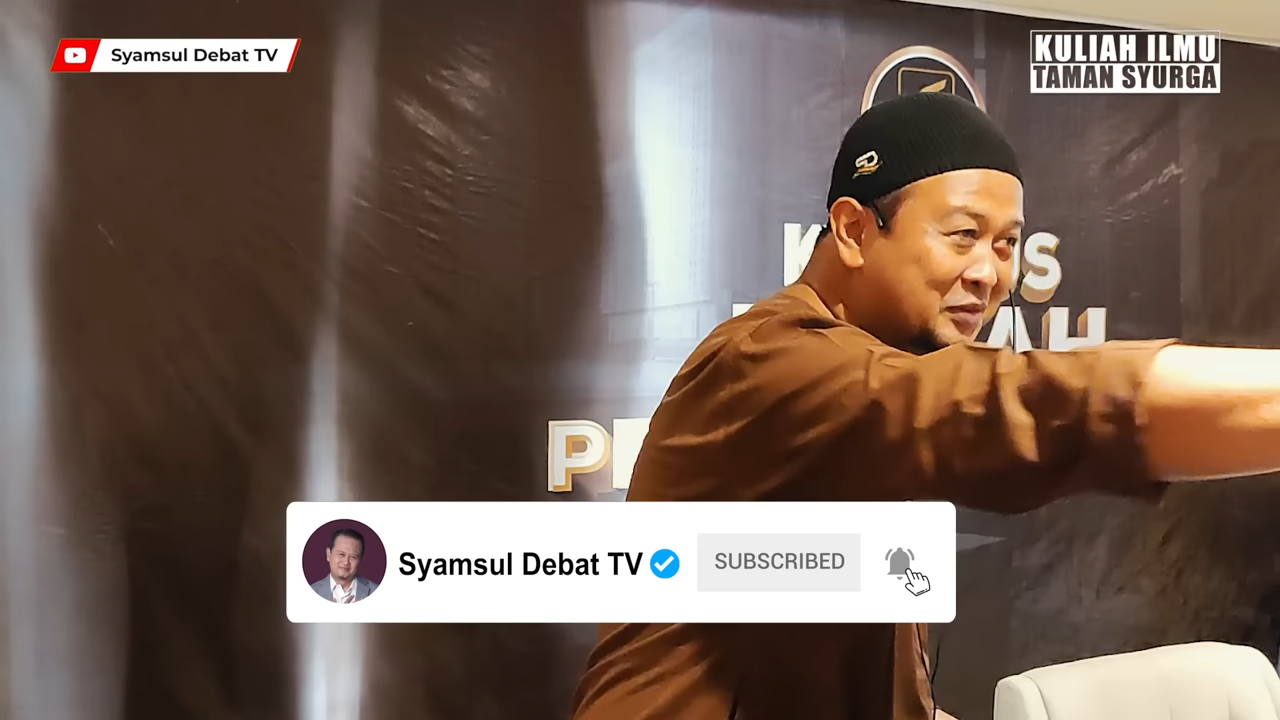 Syamsul Debat TV
KULIAH ILMU
TAMAN SYURGA
Syamsul Debat TV
SUBSCRIBED